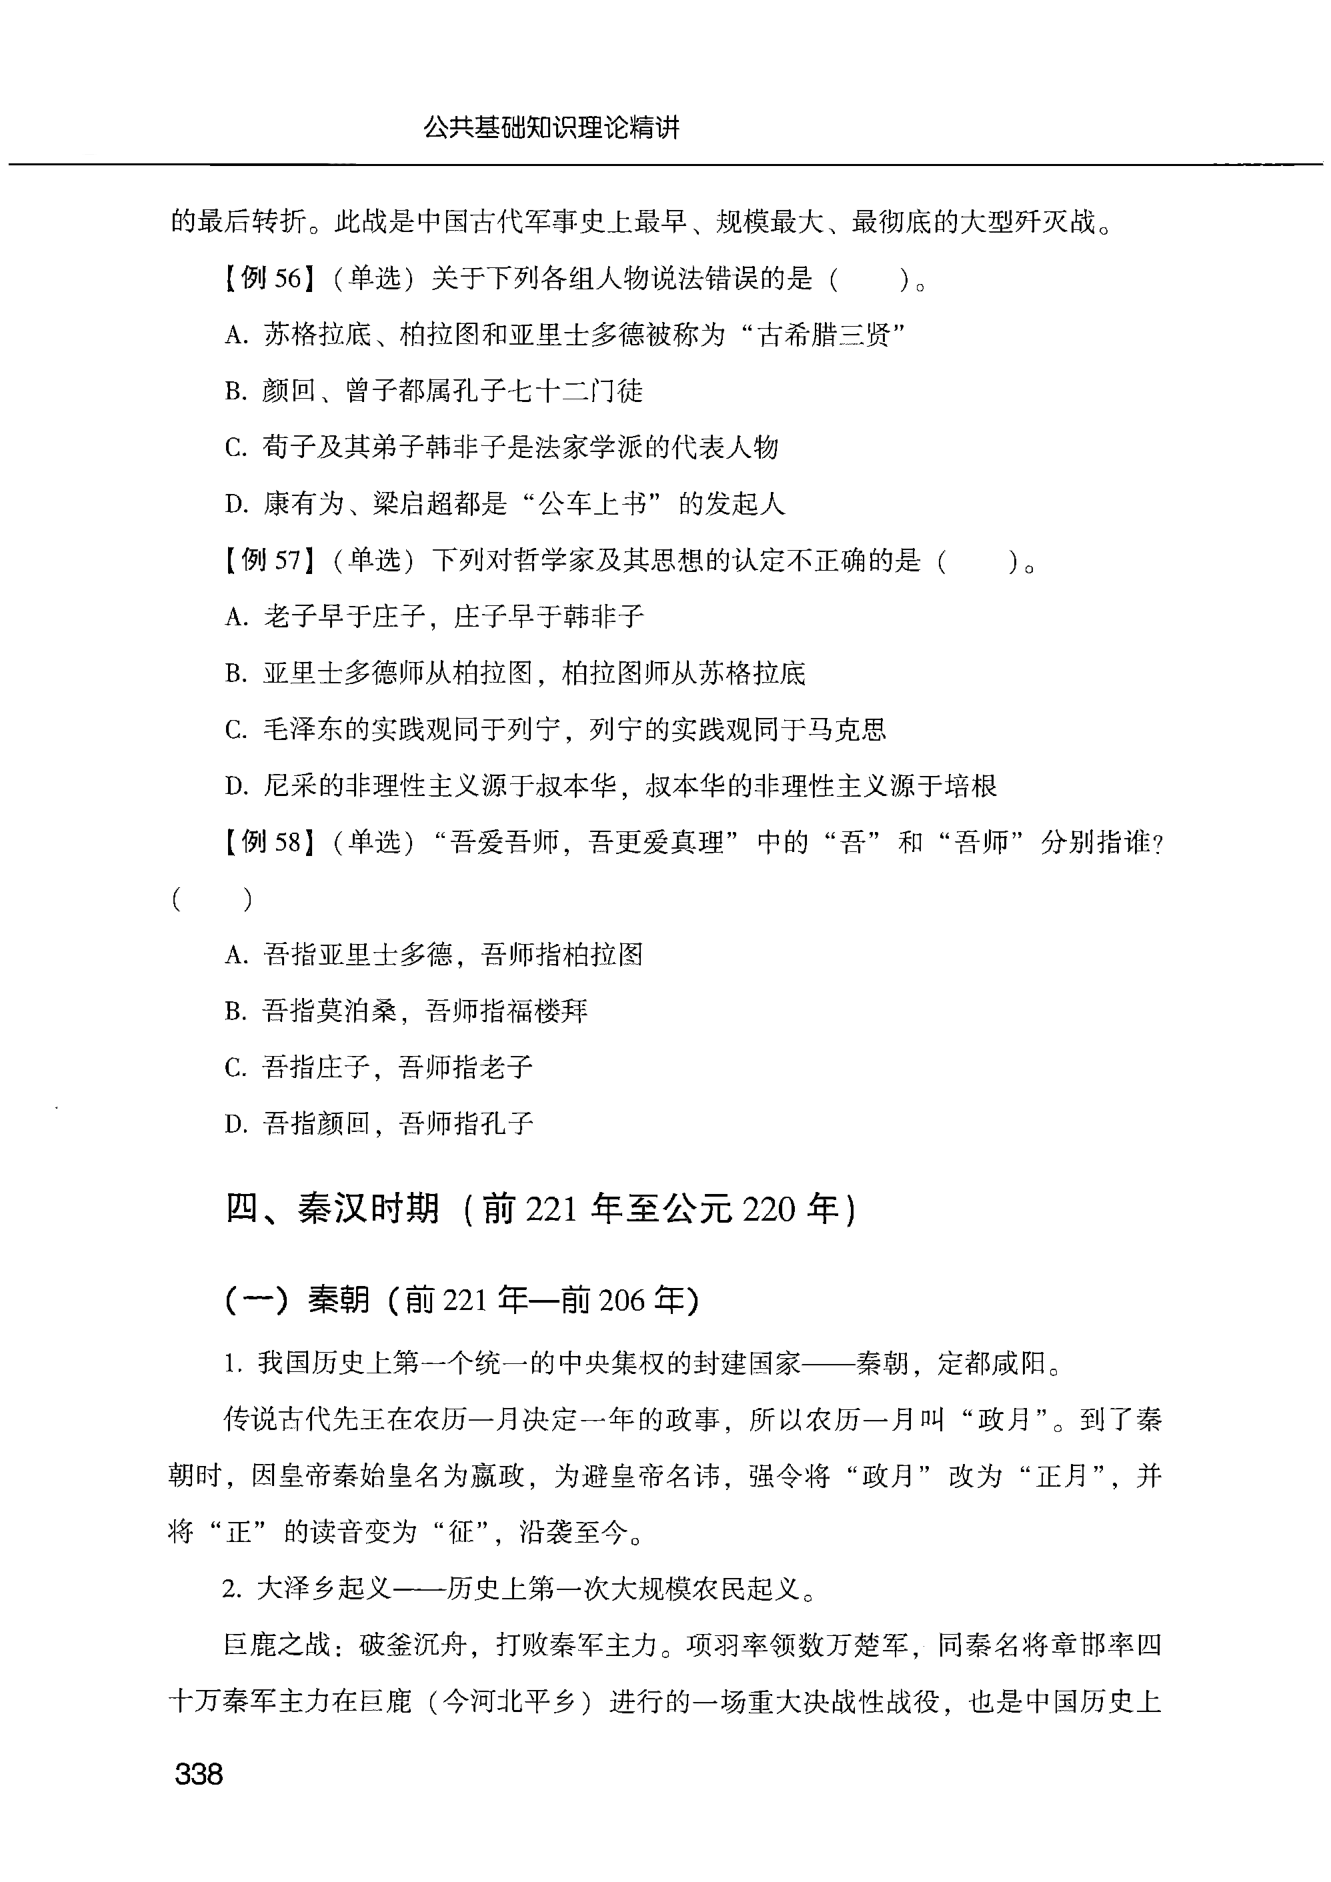 公共基础知识理论精讲
的最后转折。此战是中国古代军事史上最早、规模最大、最彻底的大型歼灭战。
【例 56】（单选）关于下列各组人物说法错误的是（　　）。
A. 苏格拉底、柏拉图和亚里士多德被称为“古希腊三贤”
B. 颜回、曾子都属孔子七十二门徒
C. 荀子及其弟子韩非子是法家学派的代表人物
D. 康有为、梁启超都是“公车上书”的发起人
【例 57】（单选）下列对哲学家及其思想的认定不正确的是（　　）。
A. 老子早于庄子，庄子早于韩非子
B. 亚里士多德师从柏拉图，柏拉图师从苏格拉底
C. 毛泽东的实践观同于列宁，列宁的实践观同于马克思
D. 尼采的非理性主义源于叔本华，叔本华的非理性主义源于培根
【例 58】（单选）“吾爱吾师，吾更爱真理”中的“吾”和“吾师”分别指谁？
（　　）
A. 吾指亚里士多德，吾师指柏拉图
B. 吾指莫泊桑，吾师指福楼拜
C. 吾指庄子，吾师指老子
D. 吾指颜回，吾师指孔子
四、秦汉时期（前 221 年至公元 220 年）
（一）秦朝（前 221 年—前 206 年）
1. 我国历史上第一个统一的中央集权的封建国家——秦朝，定都咸阳。
传说古代先王在农历一月决定一年的政事，所以农历一月叫“政月”。到了秦
朝时，因皇帝秦始皇名为嬴政，为避皇帝名讳，强令将“政月”改为“正月”，并
将“正”的读音变为“征”，沿袭至今。
2. 大泽乡起义——历史上第一次大规模农民起义。
巨鹿之战：破釜沉舟，打败秦军主力。项羽率领数万楚军，同秦名将章邯率四
十万秦军主力在巨鹿（今河北平乡）进行的一场重大决战性战役，也是中国历史上
338